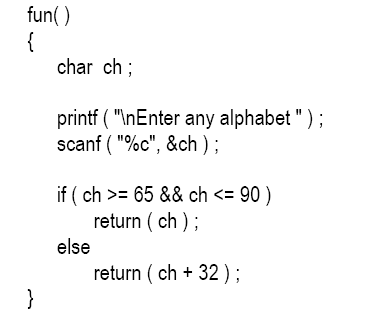 fun( )
{
char ch ;
printf ( "\nEnter any alphabet " ) ;
scanf ( "%c", &ch ) ;
if ( ch >= 65 && ch <= 90 )
return ( ch ) ;
else
return ( ch + 32 ) ;
}